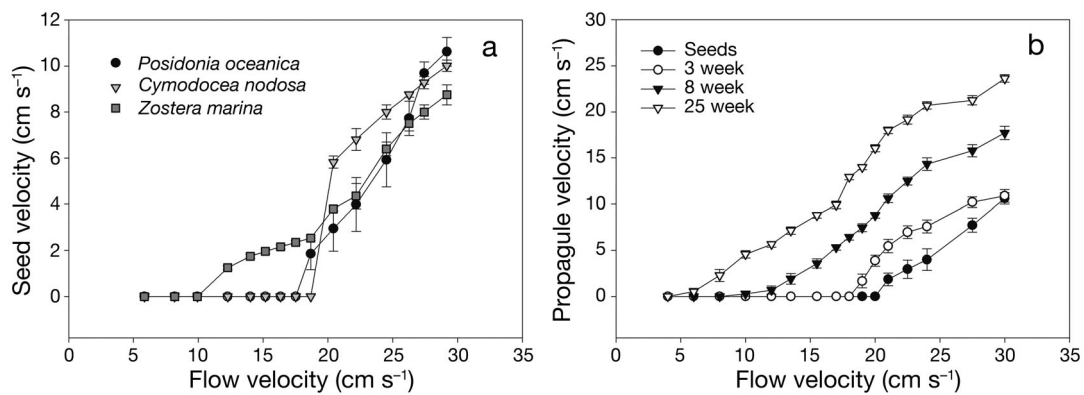 a
Posidonia oceanica
Cymodocea nodosa
Zostera marina
Seed velocity (cm s⁻¹)
12
10
8
6
4
2
0
0 5 10 15 20 25 30 35
Flow velocity (cm s⁻¹)
b
Seeds
3 week
8 week
25 week
Propagule velocity (cm s⁻¹)
30
25
20
15
10
5
0
0 5 10 15 20 25 30 35
Flow velocity (cm s⁻¹)